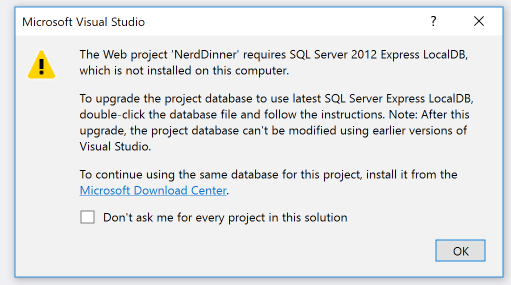 Microsoft Visual Studio
?
The Web project 'NerdDinner' requires SQL Server 2012 Express LocalDB,
which is not installed on this computer.
To upgrade the project database to use latest SQL Server Express LocalDB,
double-click the database file and follow the instructions. Note: After this
upgrade, the project database can't be modified using earlier versions of
Visual Studio.
To continue using the same database for this project, install it from the
Microsoft Download Center.
Don't ask me for every project in this solution
OK